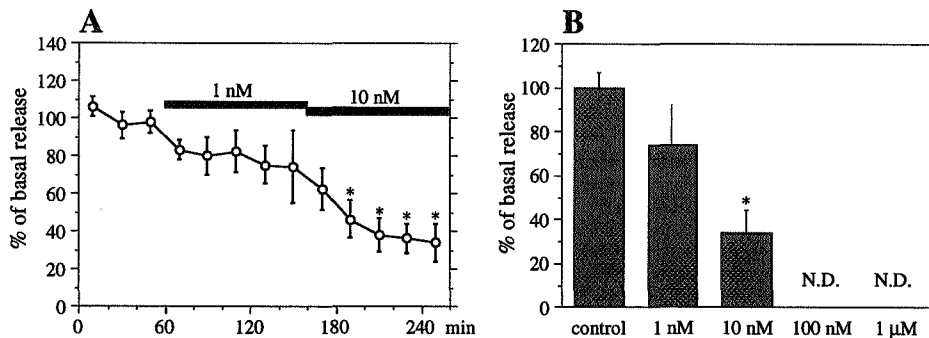 A
% of basal release
140
120
100
80
60
40
20
0
1 nM
10 nM
* * * *
0 60 120 180 240 min
B
% of basal release
120
100
80
60
40
20
0
*
N.D. N.D.
control 1 nM 10 nM 100 nM 1 μM